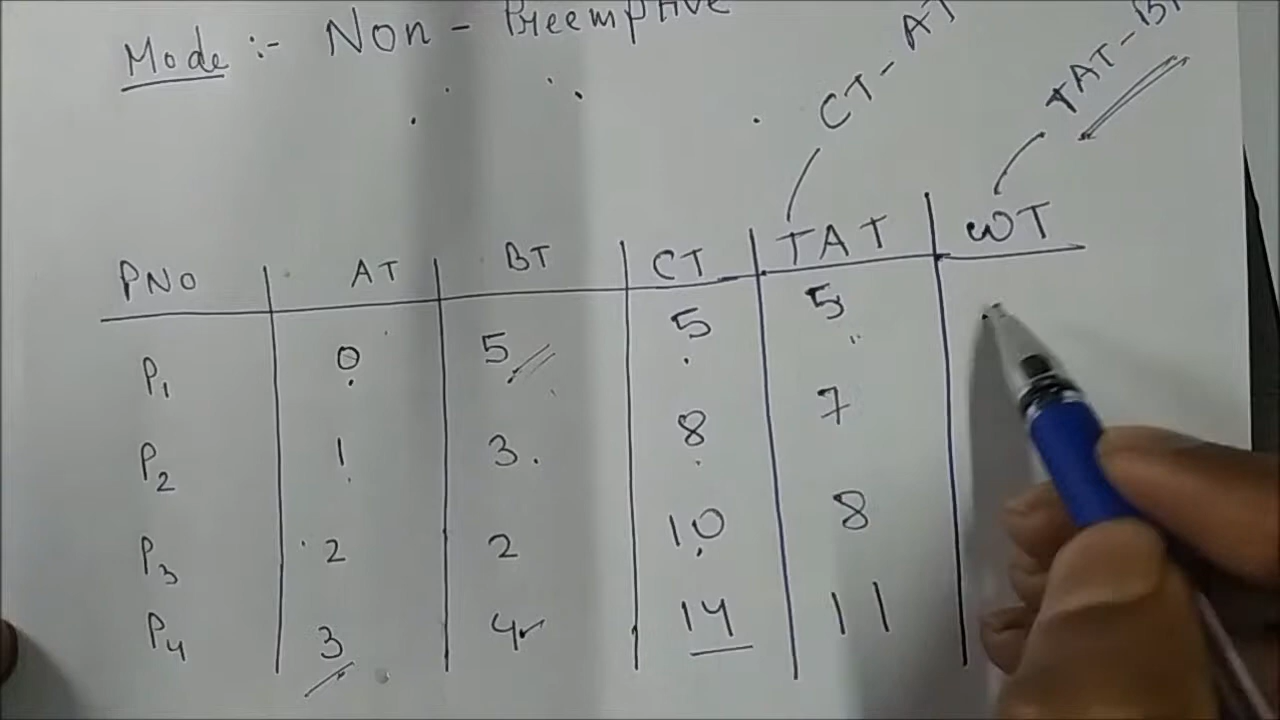 Mode :- Non - Preemptive
CT - AT
TAT - BT
PNO AT BT CT TAT WT
P1 0 5 5 5
P2 1 3 8 7
P3 2 2 10 8
P4 3 4 14 11